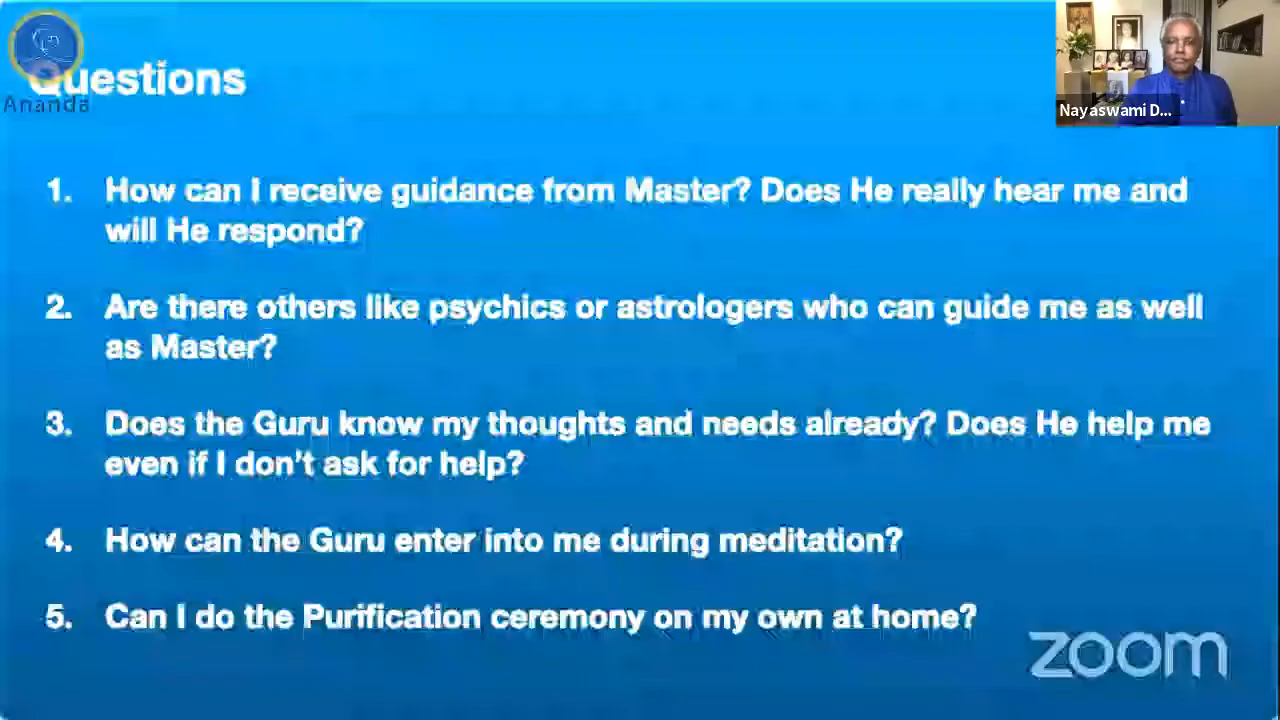 Questions
Ananda
Nayaswami D...
1. How can I receive guidance from Master? Does He really hear me and
will He respond?
2. Are there others like psychics or astrologers who can guide me as well
as Master?
3. Does the Guru know my thoughts and needs already? Does He help me
even if I don't ask for help?
4. How can the Guru enter into me during meditation?
5. Can I do the Purification ceremony on my own at home?
zoom